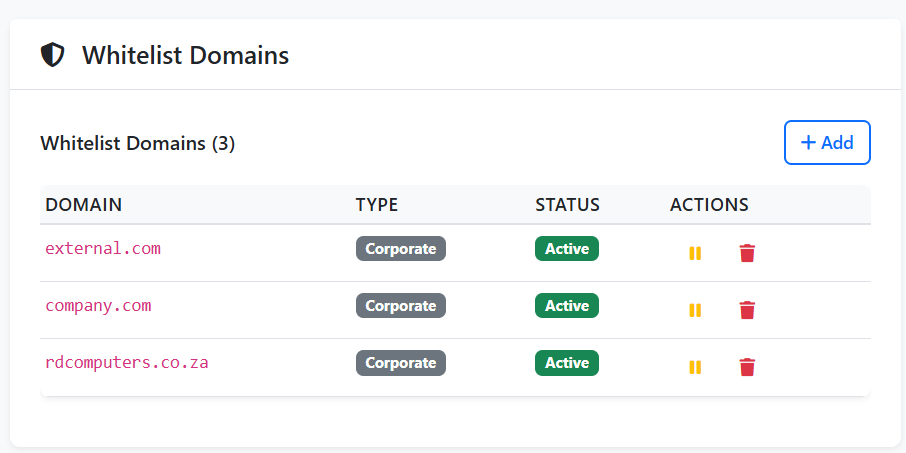 Whitelist Domains
Whitelist Domains (3)
+ Add
DOMAIN TYPE STATUS ACTIONS
external.com Corporate Active
company.com Corporate Active
rdcomputers.co.za Corporate Active